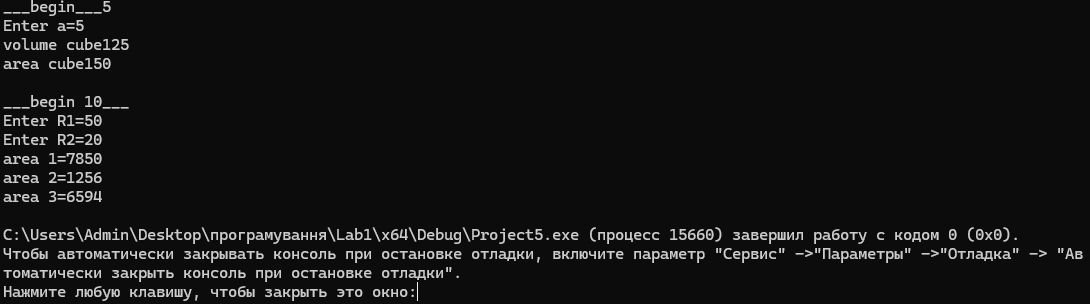 ___begin___5
Enter a=5
volume cube125
area cube150
___begin 10___
Enter R1=50
Enter R2=20
area 1=7850
area 2=1256
area 3=6594
C:\Users\Admin\Desktop\програмування\Lab1\x64\Debug\Project5.exe (процесс 15660) завершил работу с кодом 0 (0x0).
Чтобы автоматически закрывать консоль при остановке отладки, включите параметр "Сервис" ->"Параметры" ->"Отладка" -> "Ав
томатически закрыть консоль при остановке отладки".
Нажмите любую клавишу, чтобы закрыть это окно: